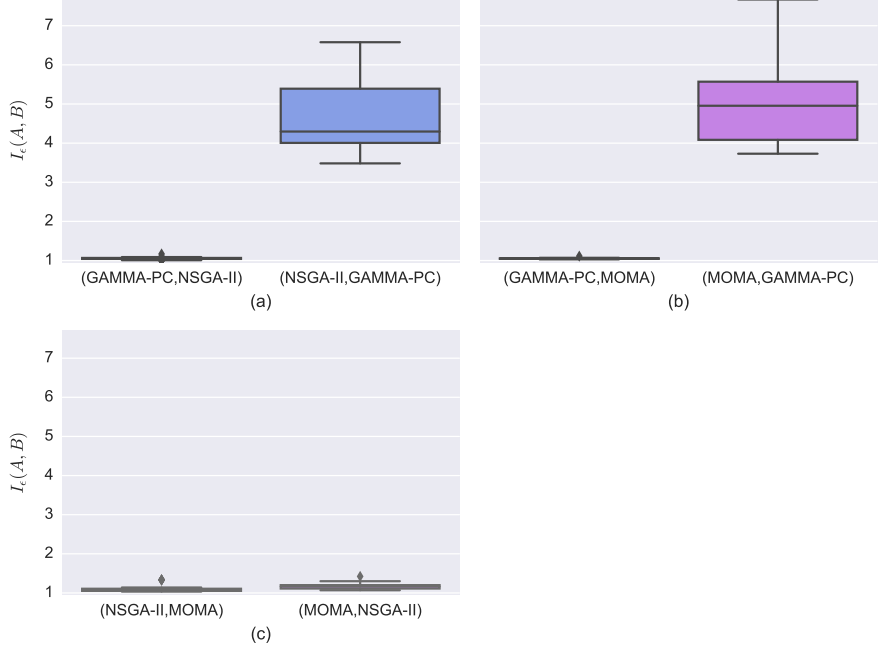 7
6
5
4
3
2
1
I_ϵ(A, B)
(GAMMA-PC,NSGA-II) (NSGA-II,GAMMA-PC)
(a)
(GAMMA-PC,MOMA) (MOMA,GAMMA-PC)
(b)
7
6
5
4
3
2
1
I_ϵ(A, B)
(NSGA-II,MOMA) (MOMA,NSGA-II)
(c)